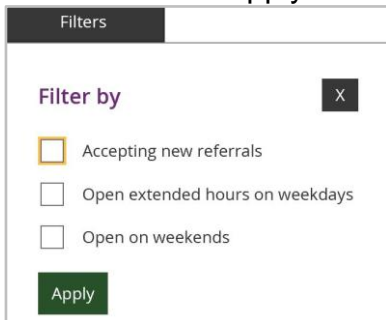 Filters
Filter by
X
Accepting new referrals
Open extended hours on weekdays
Open on weekends
Apply